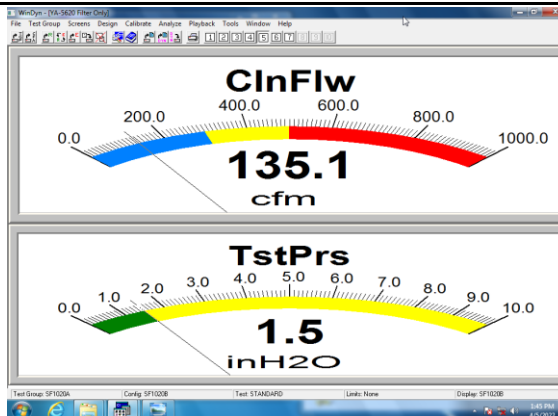 WinDyn - [YA-5620 Filter Only]
File Test Group Screens Design Calibrate Analyze Playback Tools Window Help
1 2 3 4 5 6 7
ClnFlw
0.0 200.0 400.0 600.0 800.0 1000.0
135.1
cfm
TstPrs
0.0 1.0 2.0 3.0 4.0 5.0 6.0 7.0 8.0 9.0 10.0
1.5
inH2O
Test Group: SF1020A Config: SF1020B Test: STANDARD Limits: None Display: SF1020B
1:45 PM